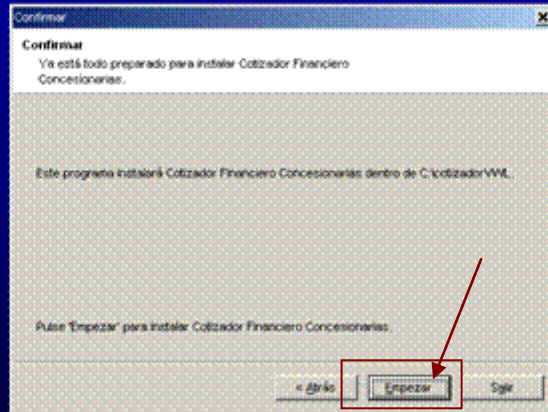 Confirmar
Confirmar
Ya está todo preparado para instalar Cotizador Financiero
Concesionarias.
Este programa instalará Cotizador Financiero Concesionarias dentro de C:\cotizadorVWL.
Pulse 'Empezar' para instalar Cotizador Financiero Concesionarias.
< Atrás
Empezar
Salir